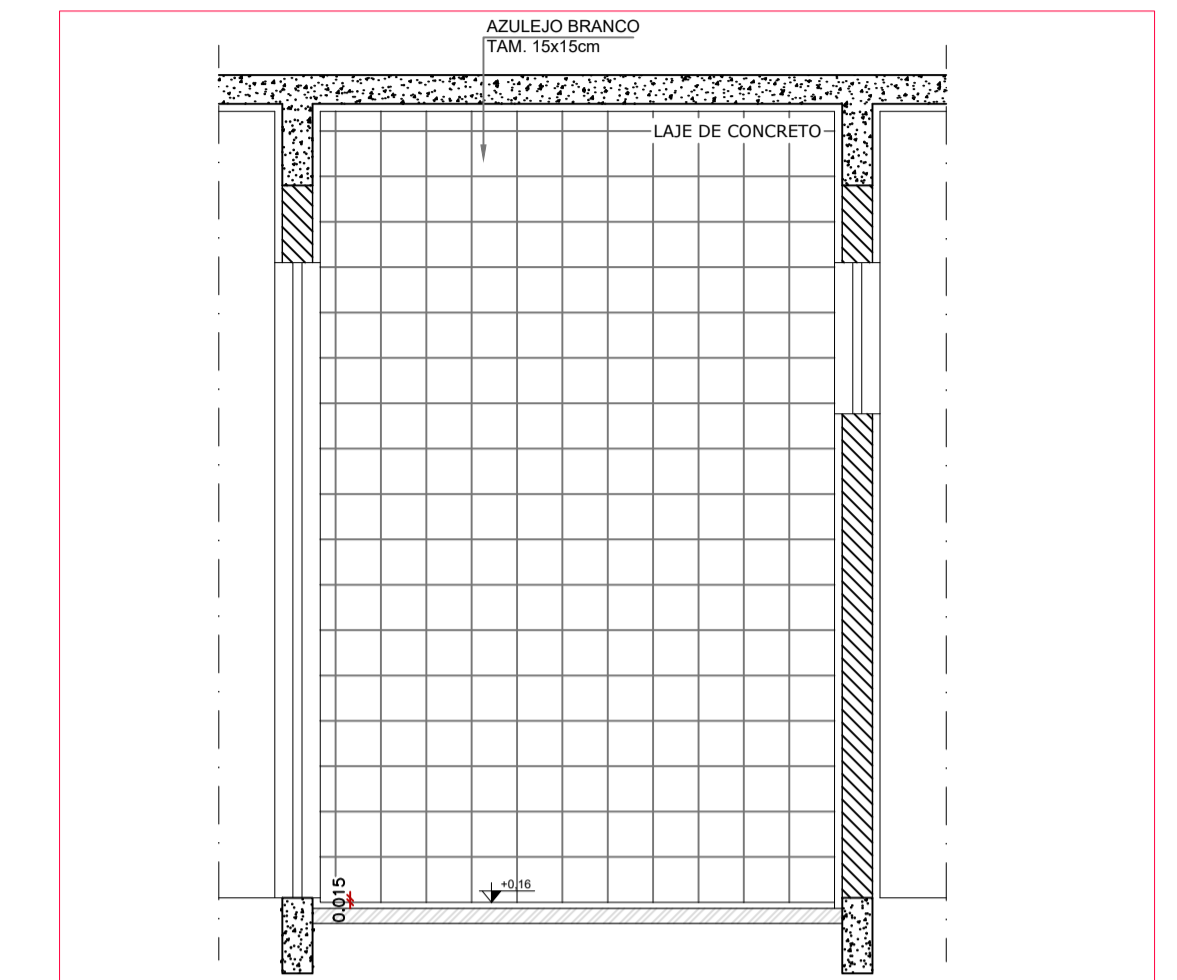 AZULEJO BRANCO
TAM. 15x15cm
LAJE DE CONCRETO
0.015
+0,16